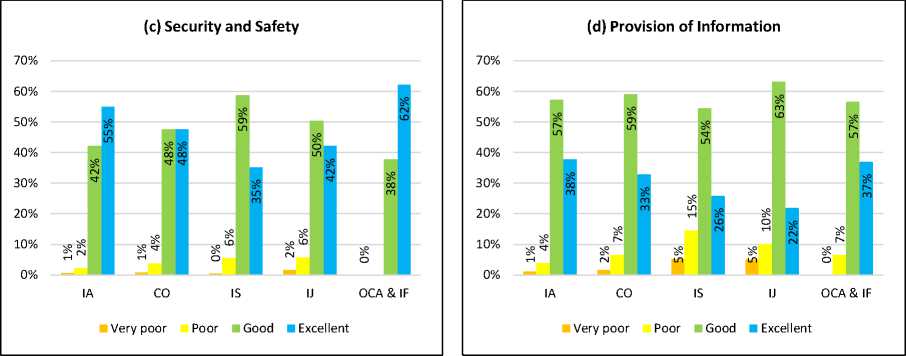 (c) Security and Safety
70%
60%
50%
40%
30%
20%
10%
0%
1% 2% 42% 55%
1% 4% 48% 48%
0% 6% 59% 35%
2% 6% 50% 42%
0% 38% 62%
IA CO IS IJ OCA & IF
Very poor Poor Good Excellent
(d) Provision of Information
70%
60%
50%
40%
30%
20%
10%
0%
1% 4% 57% 38%
2% 7% 59% 33%
5% 15% 54% 26%
5% 10% 63% 22%
0% 7% 57% 37%
IA CO IS IJ OCA & IF
Very poor Poor Good Excellent